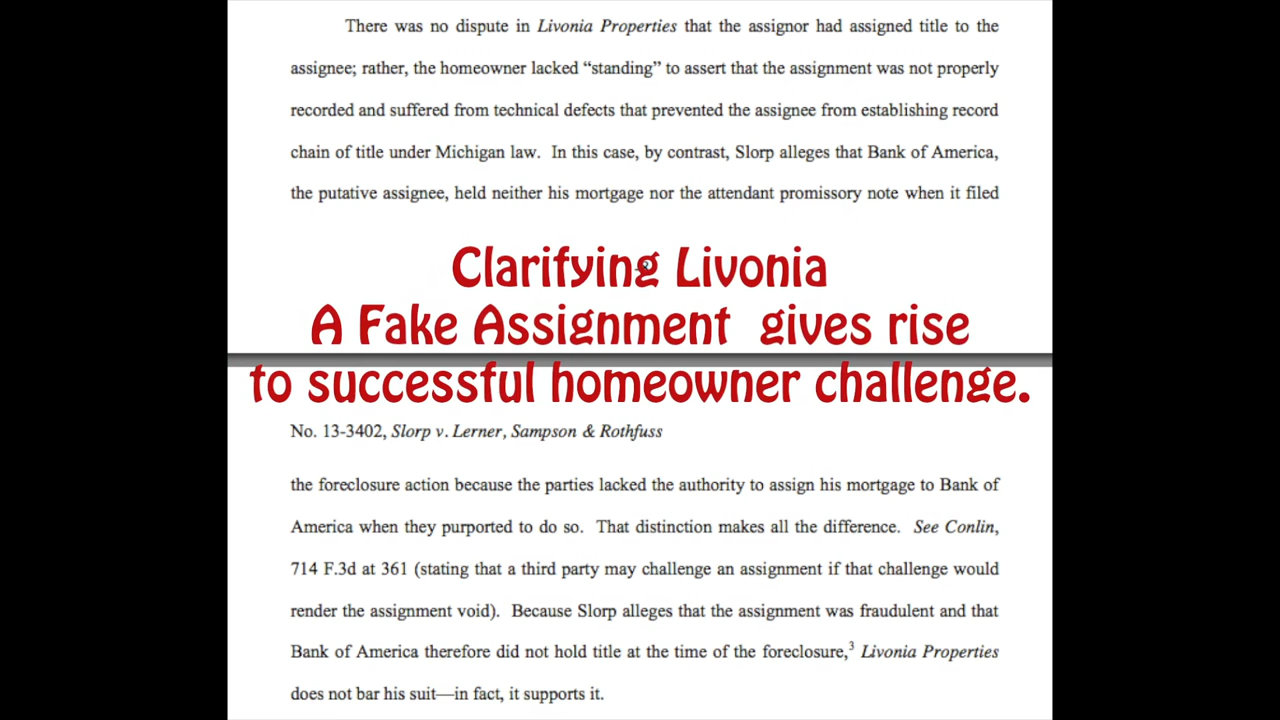 There was no dispute in Livonia Properties that the assignor had assigned title to the
assignee; rather, the homeowner lacked “standing” to assert that the assignment was not properly
recorded and suffered from technical defects that prevented the assignee from establishing record
chain of title under Michigan law. In this case, by contrast, Slorp alleges that Bank of America,
the putative assignee, held neither his mortgage nor the attendant promissory note when it filed
Clarifying Livonia
A Fake Assignment gives rise
to successful homeowner challenge.
No. 13-3402, Slorp v. Lerner, Sampson & Rothfuss
the foreclosure action because the parties lacked the authority to assign his mortgage to Bank of
America when they purported to do so. That distinction makes all the difference. See Conlin,
714 F.3d at 361 (stating that a third party may challenge an assignment if that challenge would
render the assignment void). Because Slorp alleges that the assignment was fraudulent and that
Bank of America therefore did not hold title at the time of the foreclosure,³ Livonia Properties
does not bar his suit—in fact, it supports it.